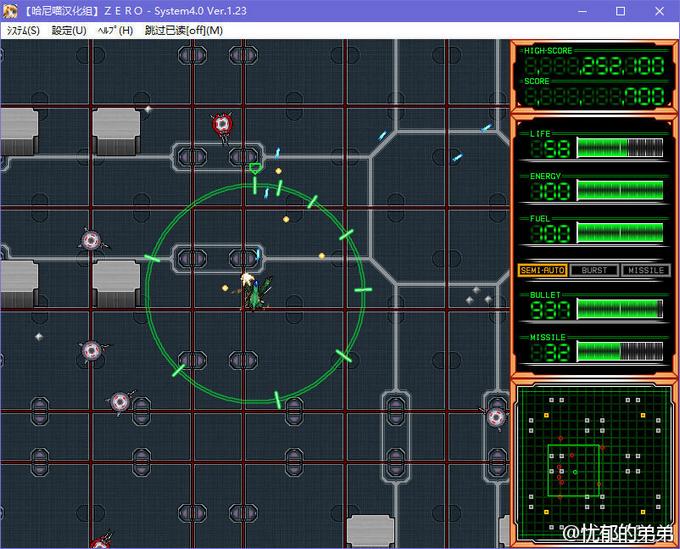 【哈尼喵汉化组】ＺＥＲＯ - System4.0 Ver.1.23
ｼｽﾃﾑ(S) 設定(U) ﾍﾙﾌﾟ(H) 跳过已读[off](M)
HIGH-SCORE
252,100
SCORE
700
LIFE
58
ENERGY
100
FUEL
100
SEMI-AUTO BURST MISSILE
BULLET
937
MISSILE
32
@忧郁的弟弟